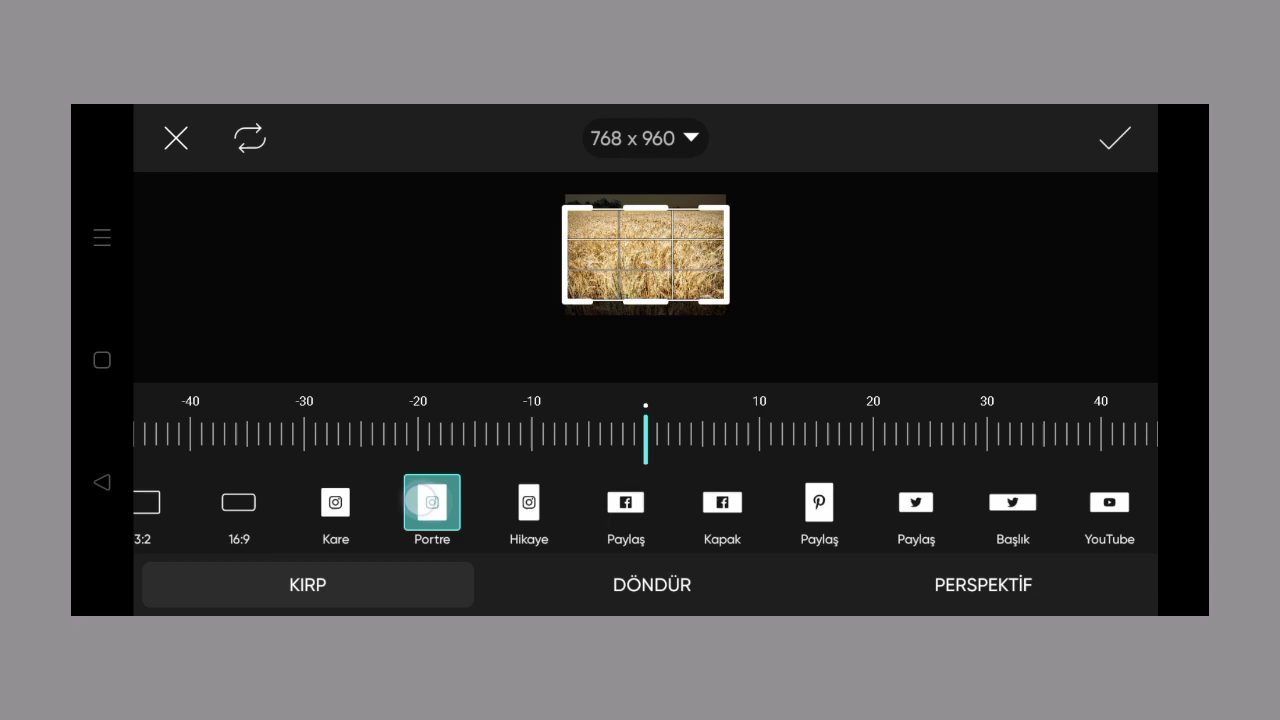 768 x 960
-40 -30 -20 -10 10 20 30 40
3:2 16:9 Kare Portre Hikaye Paylaş Kapak Paylaş Paylaş Başlık YouTube
KIRP DÖNDÜR PERSPEKTİF